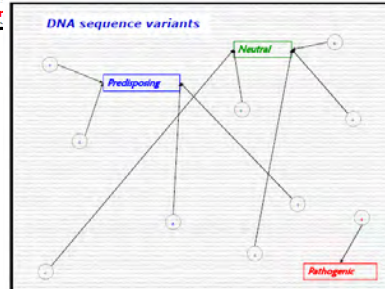 DNA sequence variants
Neutral
Predisposing
Pathogenic